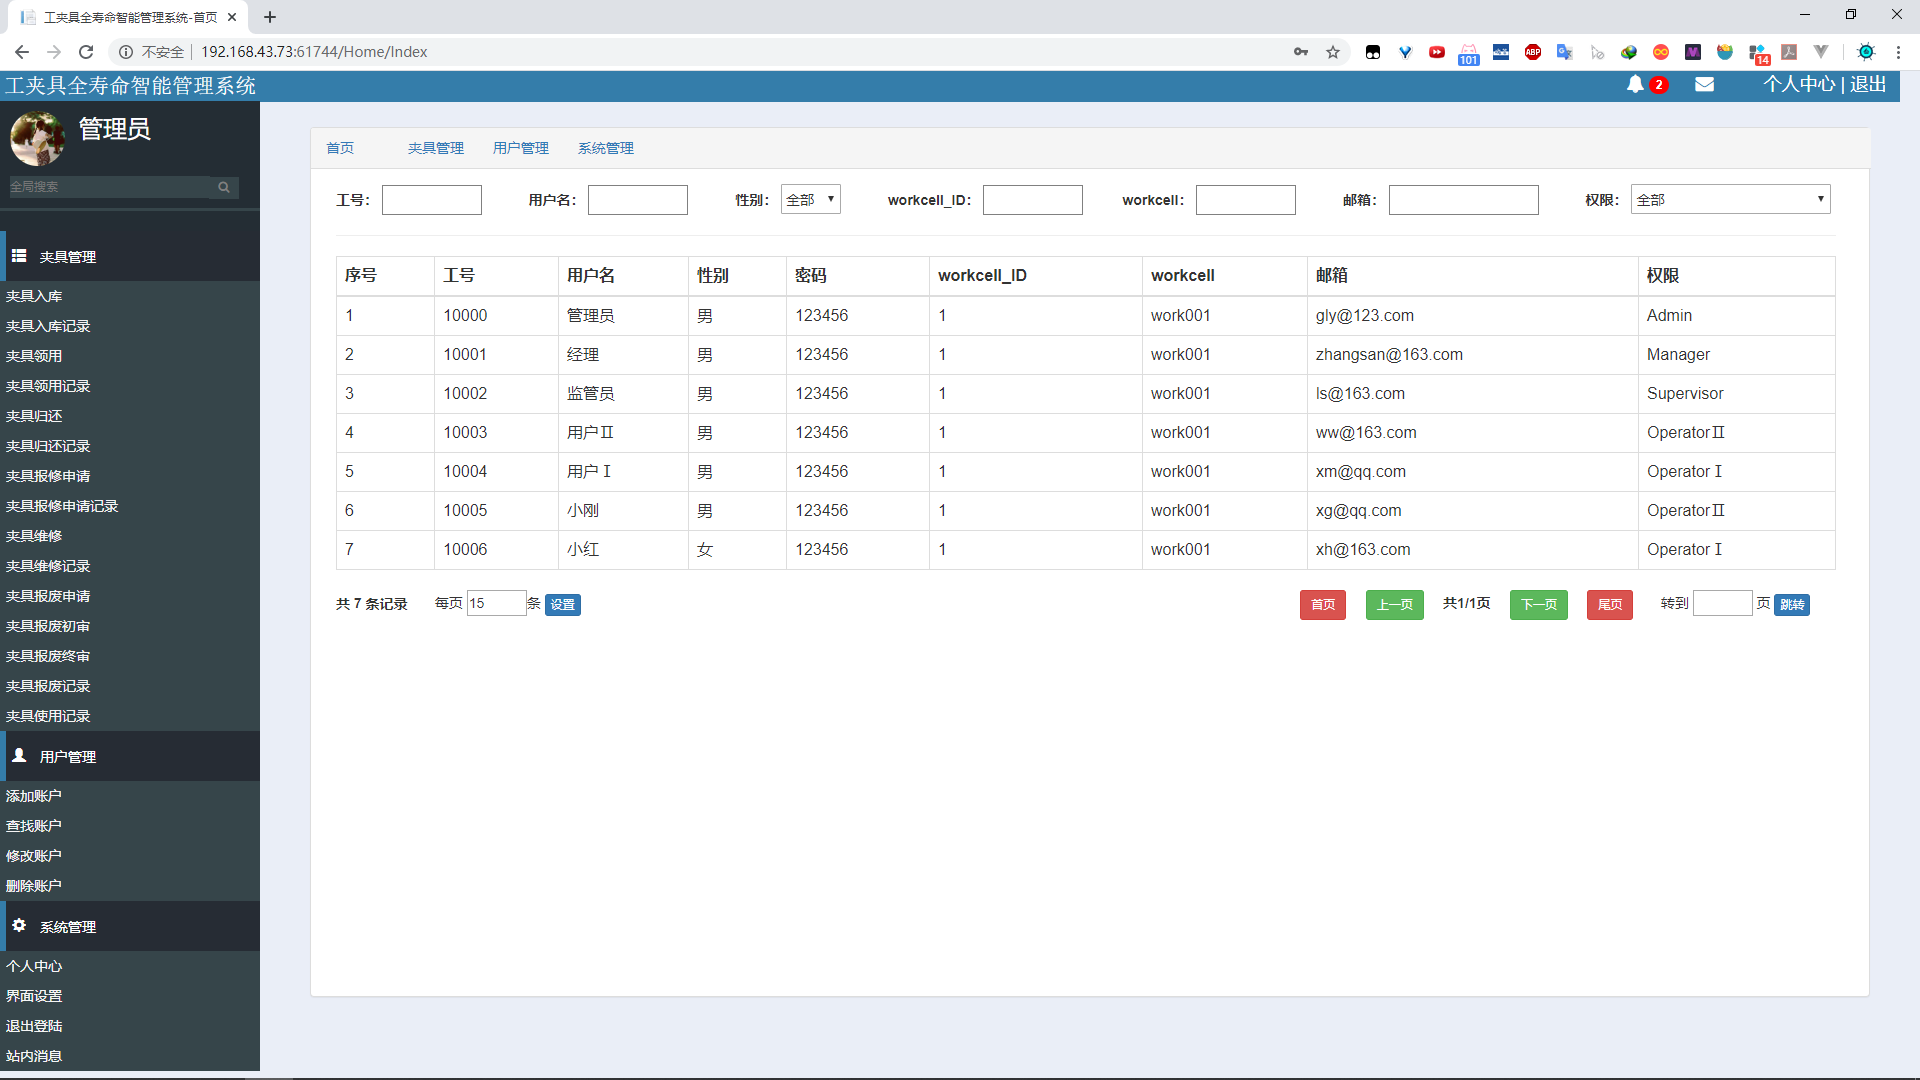 工夹具全寿命智能管理系统-首页
不安全 192.168.43.73:61744/Home/Index
101
ABP
14
工夹具全寿命智能管理系统
2
个人中心 | 退出
管理员
全局搜索
夹具管理
夹具入库
夹具入库记录
夹具领用
夹具领用记录
夹具归还
夹具归还记录
夹具报修申请
夹具报修申请记录
夹具维修
夹具维修记录
夹具报废申请
夹具报废初审
夹具报废终审
夹具报废记录
夹具使用记录
用户管理
添加账户
查找账户
修改账户
删除账户
系统管理
个人中心
界面设置
退出登陆
站内消息
首页 夹具管理 用户管理 系统管理
工号： 用户名： 性别： 全部 workcell_ID： workcell： 邮箱： 权限： 全部
序号 工号 用户名 性别 密码 workcell_ID workcell 邮箱 权限
1 10000 管理员 男 123456 1 work001 gly@123.com Admin
2 10001 经理 男 123456 1 work001 zhangsan@163.com Manager
3 10002 监管员 男 123456 1 work001 ls@163.com Supervisor
4 10003 用户Ⅱ 男 123456 1 work001 ww@163.com OperatorⅡ
5 10004 用户Ⅰ 男 123456 1 work001 xm@qq.com OperatorⅠ
6 10005 小刚 男 123456 1 work001 xg@qq.com OperatorⅡ
7 10006 小红 女 123456 1 work001 xh@163.com OperatorⅠ
共 7 条记录 每页 15 条 设置 首页 上一页 共1/1页 下一页 尾页 转到 页 跳转